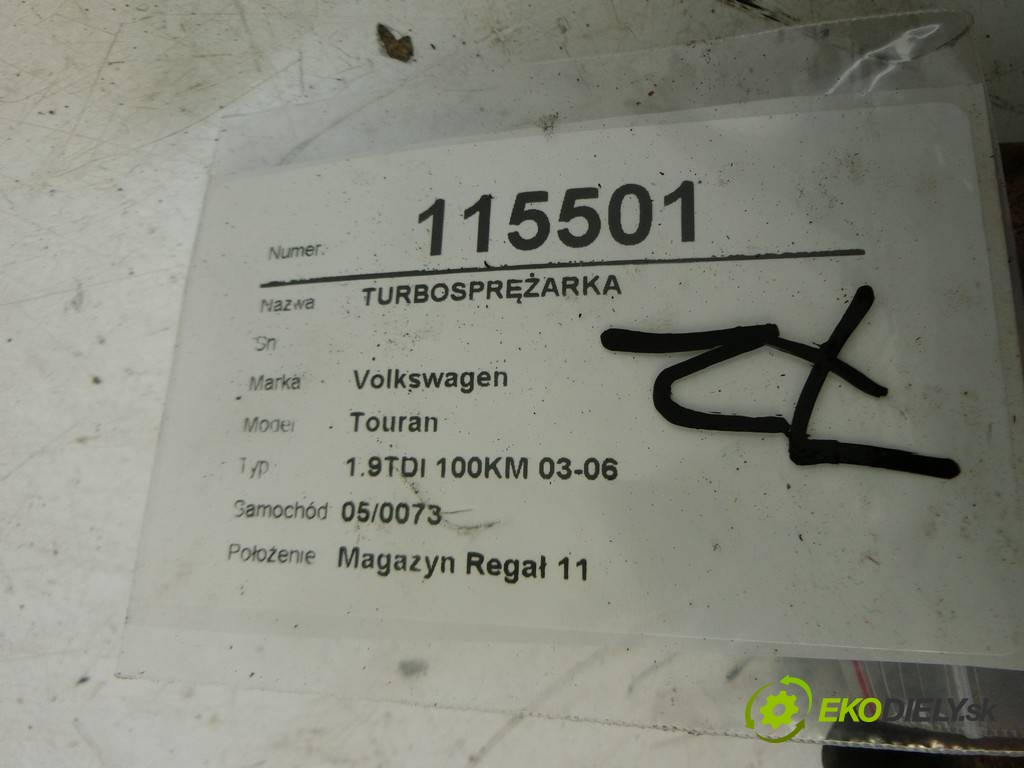 Numer: 115501
Nazwa TURBOSPRĘŻARKA
Sn
Marka Volkswagen
Model Touran
Typ 1.9TDI 100KM 03-06
Samochód 05/0073
Położenie Magazyn Regał 11
EKODIELY.sk